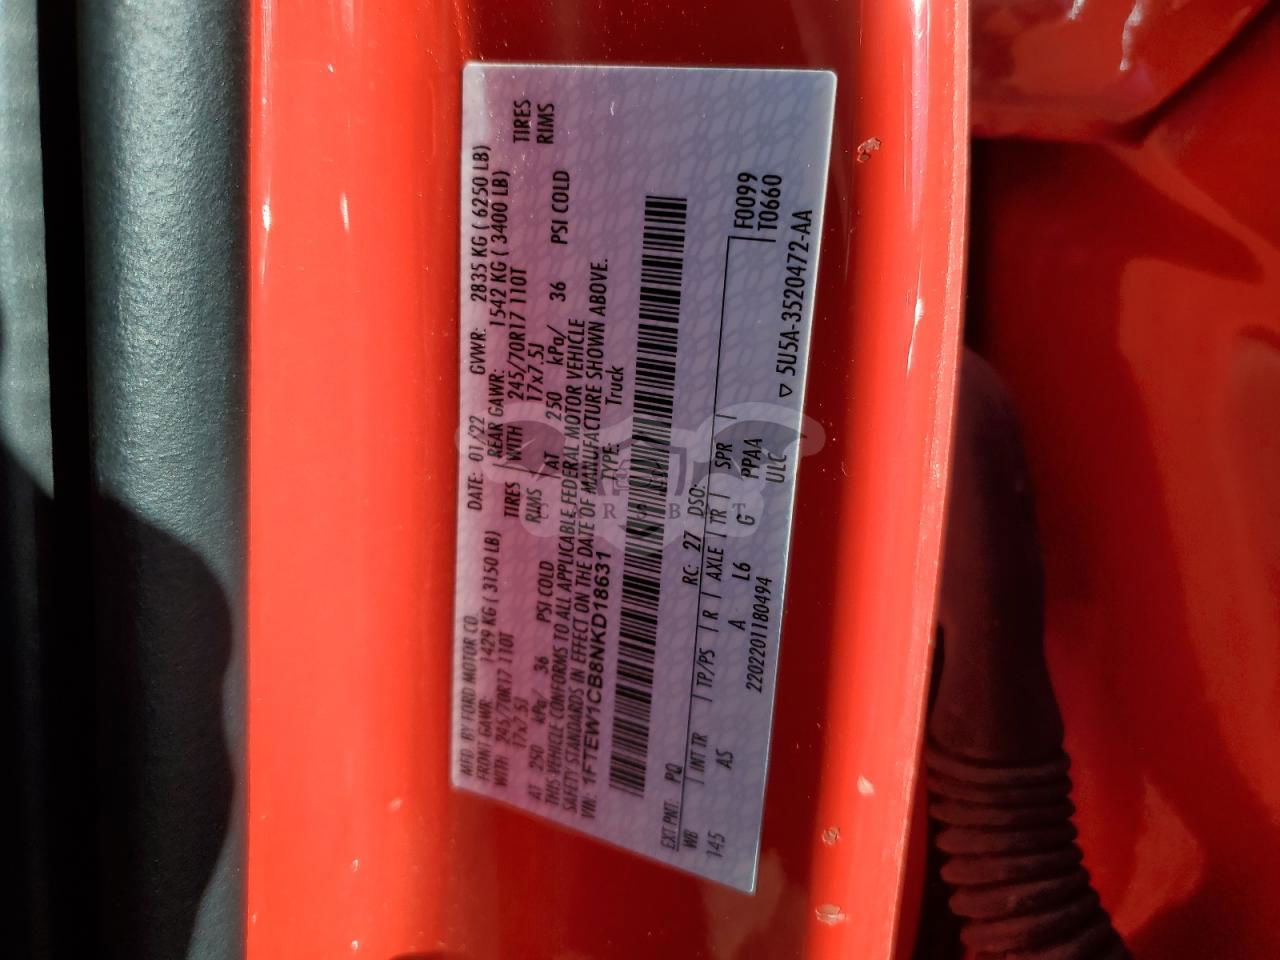 MFD. BY FORD MOTOR CO.
DATE: 01/22 GVWR: 2835 KG ( 6250 LB)
FRONT GAWR: 1429 KG ( 3150 LB) REAR GAWR: 1542 KG ( 3400 LB)
WITH 245/70R17 110T TIRES WITH 245/70R17 110T TIRES
17x7.5J RIMS 17x7.5J RIMS
AT 250 kPa/ 36 PSI COLD AT 250 kPa/ 36 PSI COLD
THIS VEHICLE CONFORMS TO ALL APPLICABLE FEDERAL MOTOR VEHICLE
SAFETY STANDARDS IN EFFECT ON THE DATE OF MANUFACTURE SHOWN ABOVE.
VIN: 1FTEW1CB8NKD18631 TYPE: Truck
EXT PNT: PQ RC: 27 DSO: F0099
WB INT TR TP/PS R AXLE TR SPR T0660
145 AS A L6 G PPAA
2202201180494 ULC
▽ 5U5A-3520472-AA
CARSBAT